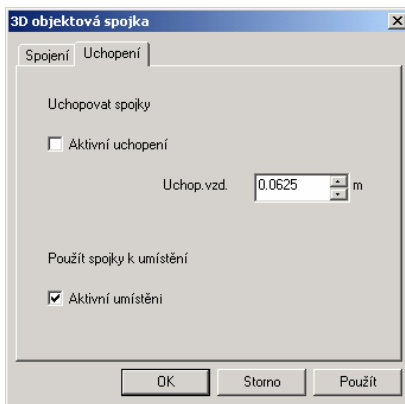 3D objektová spojka
Spojení Uchopení
Uchopovat spojky
Aktivní uchopení
Uchop.vzd. 0.0625 m
Použít spojky k umístění
Aktivní umístěni
OK Storno Použít